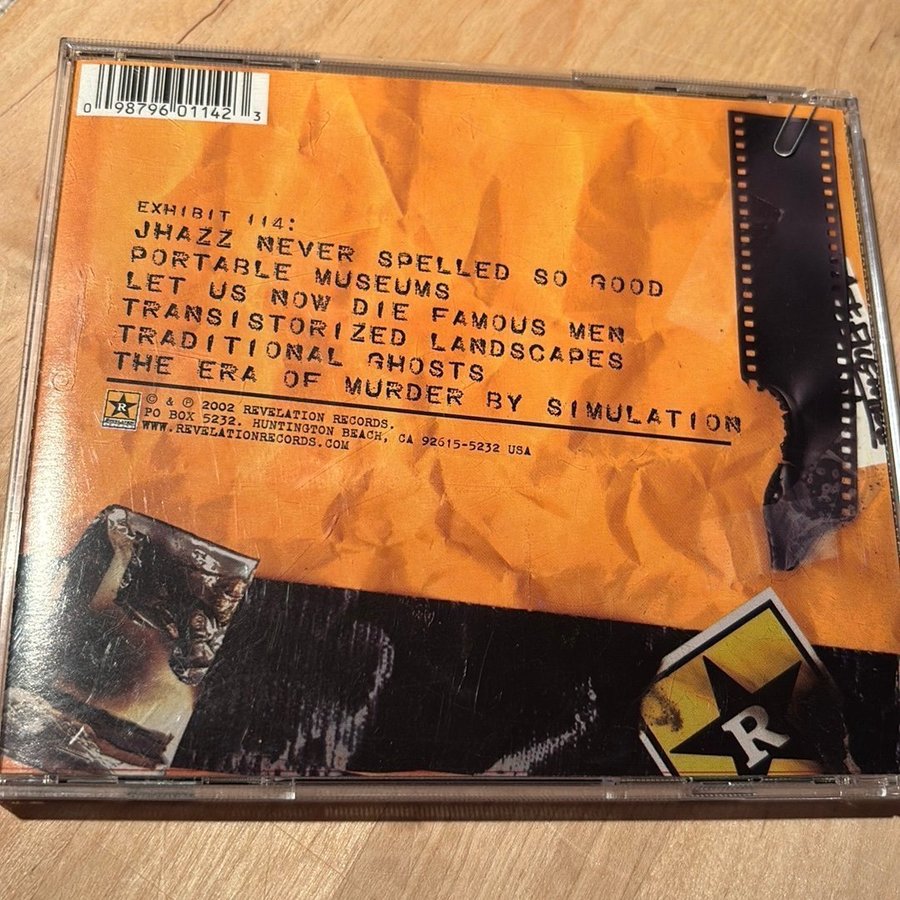 0 98796 01142 3
EXHIBIT 114:
JHAZZ NEVER SPELLED SO GOOD
PORTABLE MUSEUMS
LET US NOW DIE FAMOUS MEN
TRANSISTORIZED LANDSCAPES
TRADITIONAL GHOSTS
THE ERA OF MURDER BY SIMULATION
© & ℗ 2002 REVELATION RECORDS,
PO BOX 5232, HUNTINGTON BEACH, CA 92615-5232 USA
WWW.REVELATIONRECORDS.COM
R
R